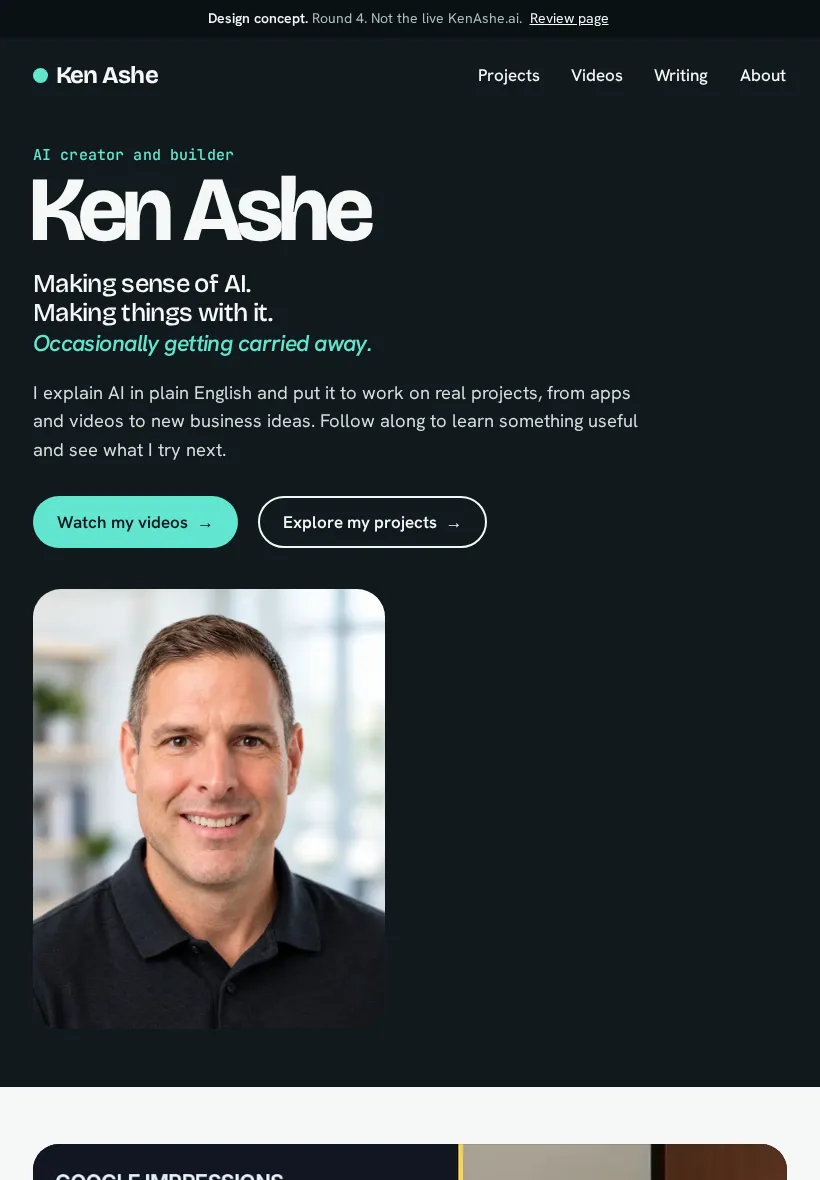 Design concept. Round 4. Not the live KenAshe.ai. Review page
Ken Ashe
Projects Videos Writing About
AI creator and builder
Ken Ashe
Making sense of AI.
Making things with it.
Occasionally getting carried away.
I explain AI in plain English and put it to work on real projects, from apps
and videos to new business ideas. Follow along to learn something useful
and see what I try next.
Watch my videos →
Explore my projects →
GOOGLE IMPRESSIONS